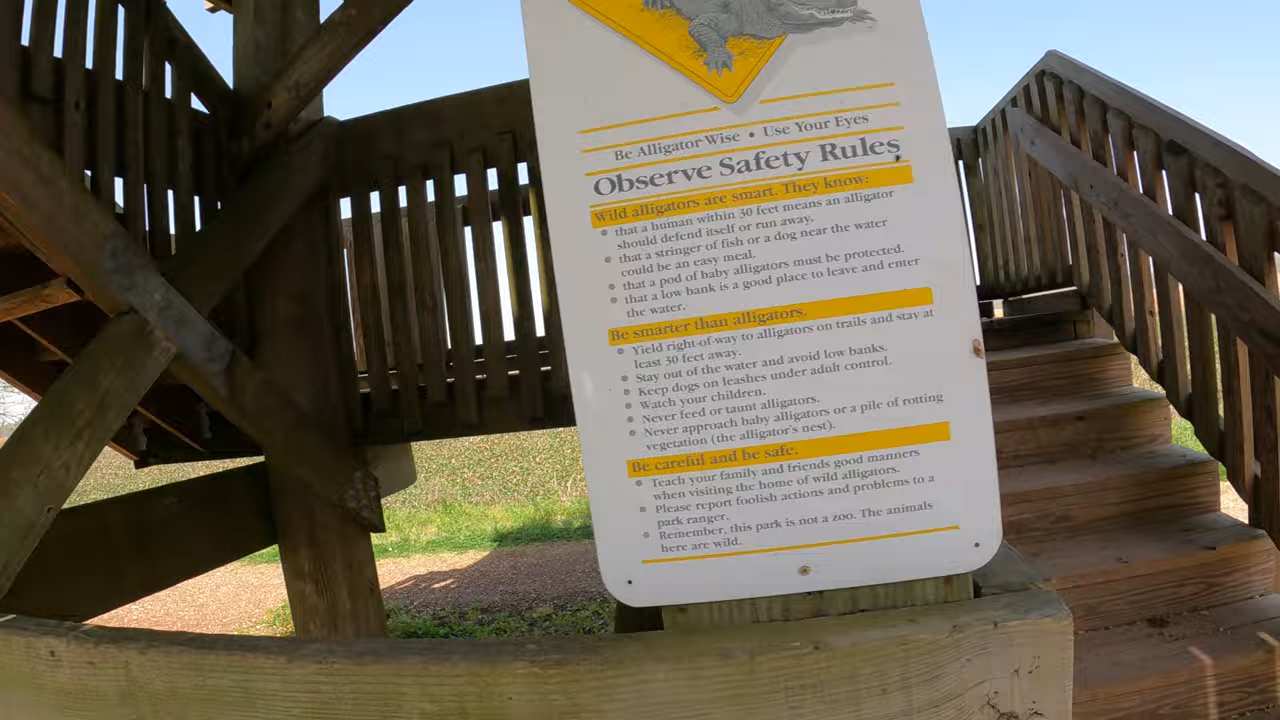 Be Alligator Wise • Use Your Eyes
Observe Safety Rules
Wild alligators are smart. They know:
• that a human within 30 feet means an alligator
should defend itself or run away.
• that a stringer of fish or a dog near the water
could be an easy meal.
• that a pod of baby alligators must be protected.
• that a low bank is a good place to leave and enter
the water.
Be smarter than alligators.
• Yield right-of-way to alligators on trails and stay at
least 30 feet away.
• Stay out of the water and avoid low banks.
• Keep dogs on leashes under adult control.
• Watch your children.
• Never feed or taunt alligators.
• Never approach baby alligators or a pile of rotting
vegetation (the alligator's nest).
Be careful and be safe.
• Teach your family and friends good manners
when visiting the home of wild alligators.
• Please report foolish actions and problems to a
park ranger.
• Remember, this park is not a zoo. The animals
here are wild.